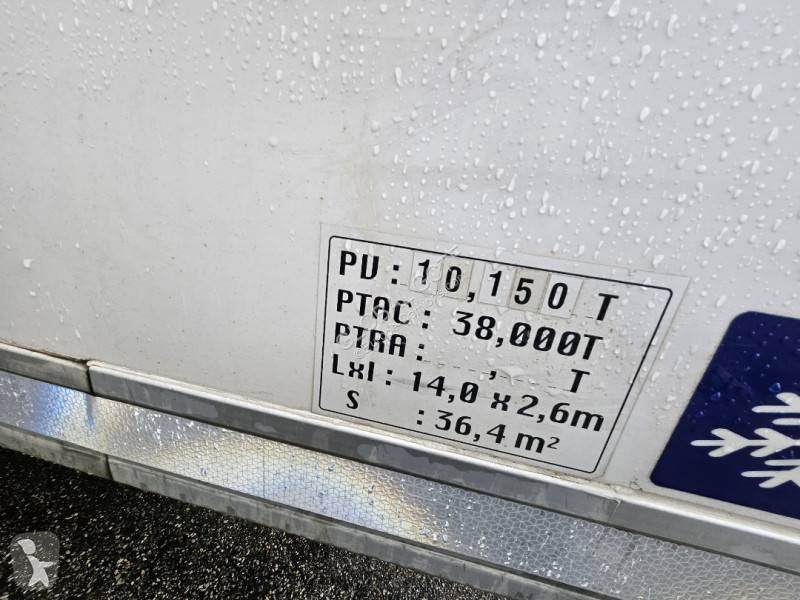 PV : 10,150 T
PTAC : 38,000T
PTRA : , T
Lxl : 14,0 x 2,6m
S : 36,4 m²